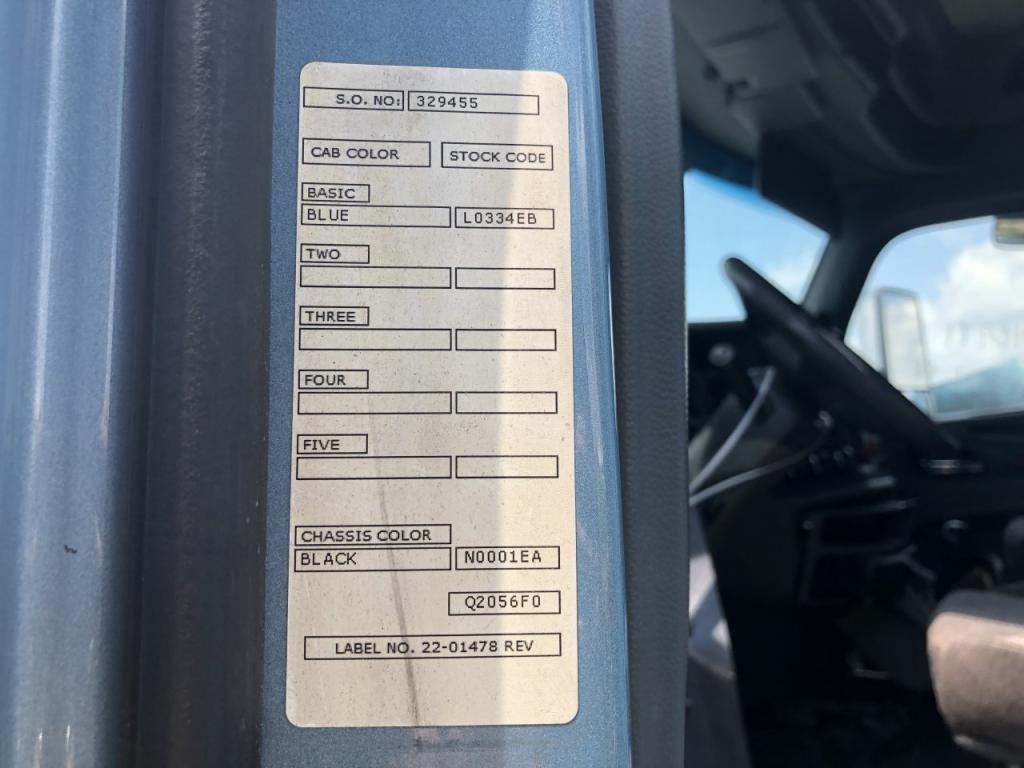 S.O. NO: 329455
CAB COLOR STOCK CODE
BASIC
BLUE L0334EB
TWO
THREE
FOUR
FIVE
CHASSIS COLOR
BLACK N0001EA
Q2056F0
LABEL NO. 22-01478 REV